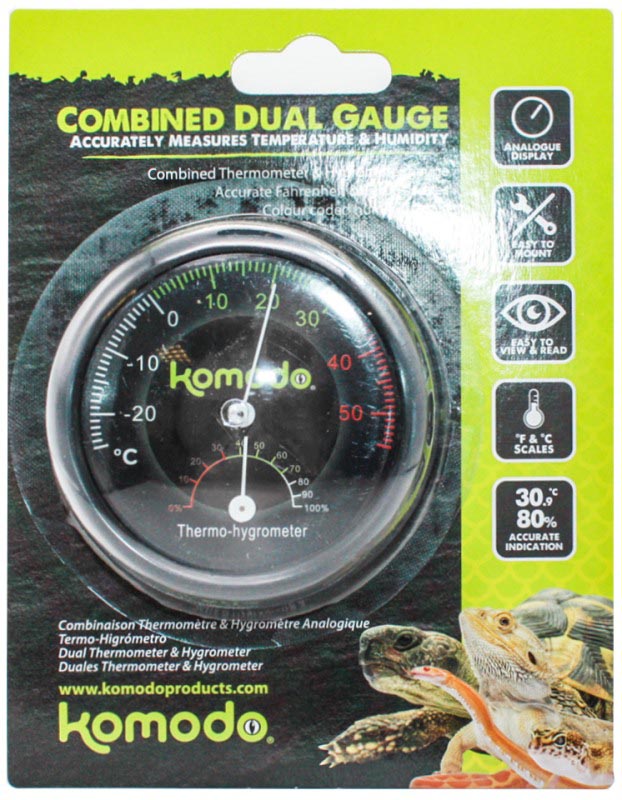 COMBINED DUAL GAUGE
ACCURATELY MEASURES TEMPERATURE & HUMIDITY
Combined Thermometer &
Accurate Fahrenheit
Colour coded
ANALOGUE
DISPLAY
EASY TO
MOUNT
EASY TO
VIEW & READ
°F & °C
SCALES
30.9°C
80%
ACCURATE
INDICATION
-20 -10 0 10 20 30 40 50
°C
komodo®
0% 10 20 30 40 50 60 70 80 90 100%
Thermo-hygrometer
Combinaison Thermomètre & Hygromètre Analogique
Termo-Higrómetro
Dual Thermometer & Hygrometer
Duales Thermometer & Hygrometer
www.komodoproducts.com
komodo®